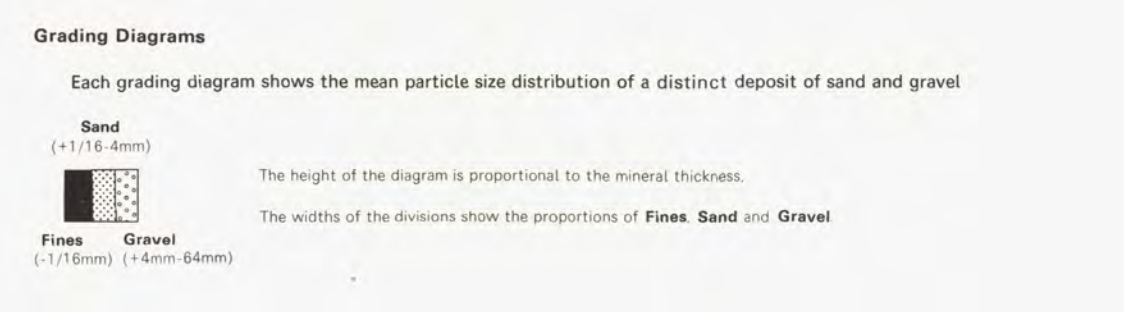 Grading Diagrams
Each grading diagram shows the mean particle size distribution of a distinct deposit of sand and gravel
Sand
(+1/16-4mm)
The height of the diagram is proportional to the mineral thickness.
The widths of the divisions show the proportions of Fines, Sand and Gravel
Fines Gravel
(-1/16mm) (+4mm-64mm)